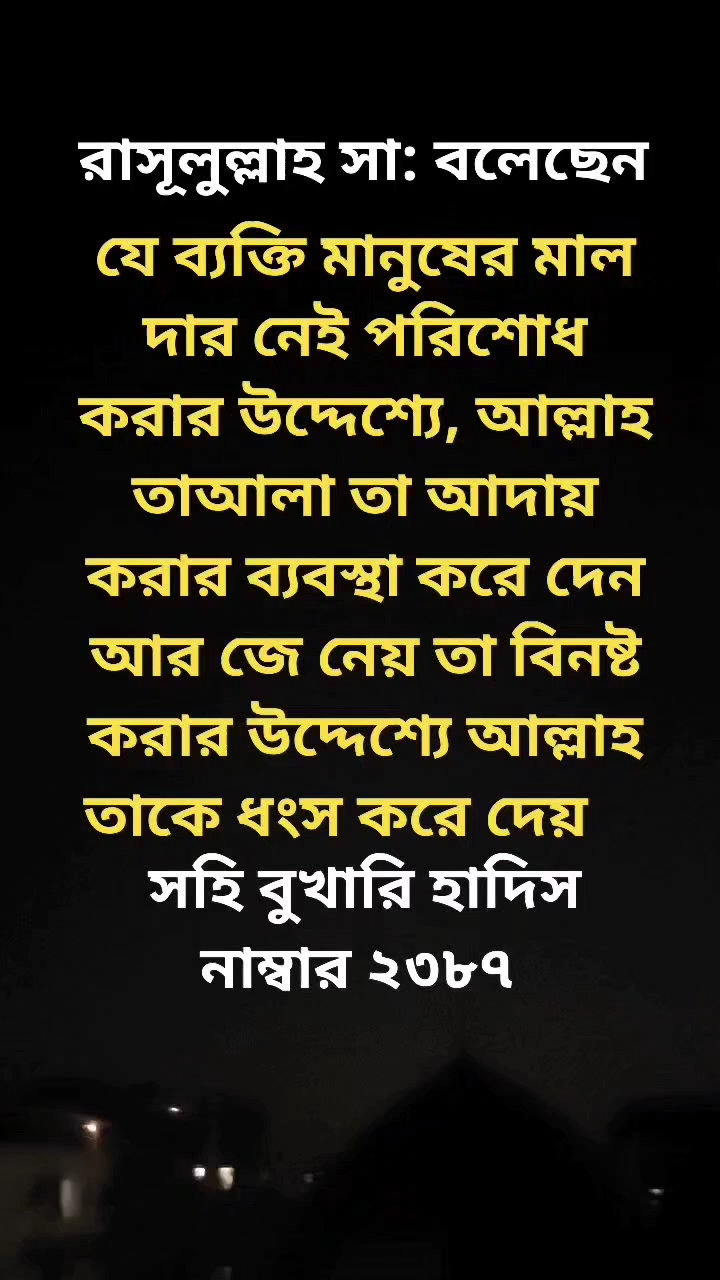 রাসূলুল্লাহ সা: বলেছেন
যে ব্যক্তি মানুষের মাল
দার নেই পরিশোধ
করার উদ্দেশ্যে, আল্লাহ
তাআলা তা আদায়
করার ব্যবস্থা করে দেন
আর জে নেয় তা বিনষ্ট
করার উদ্দেশ্যে আল্লাহ
তাকে ধংস করে দেয়
সহি বুখারি হাদিস
নাম্বার ২৩৮৭